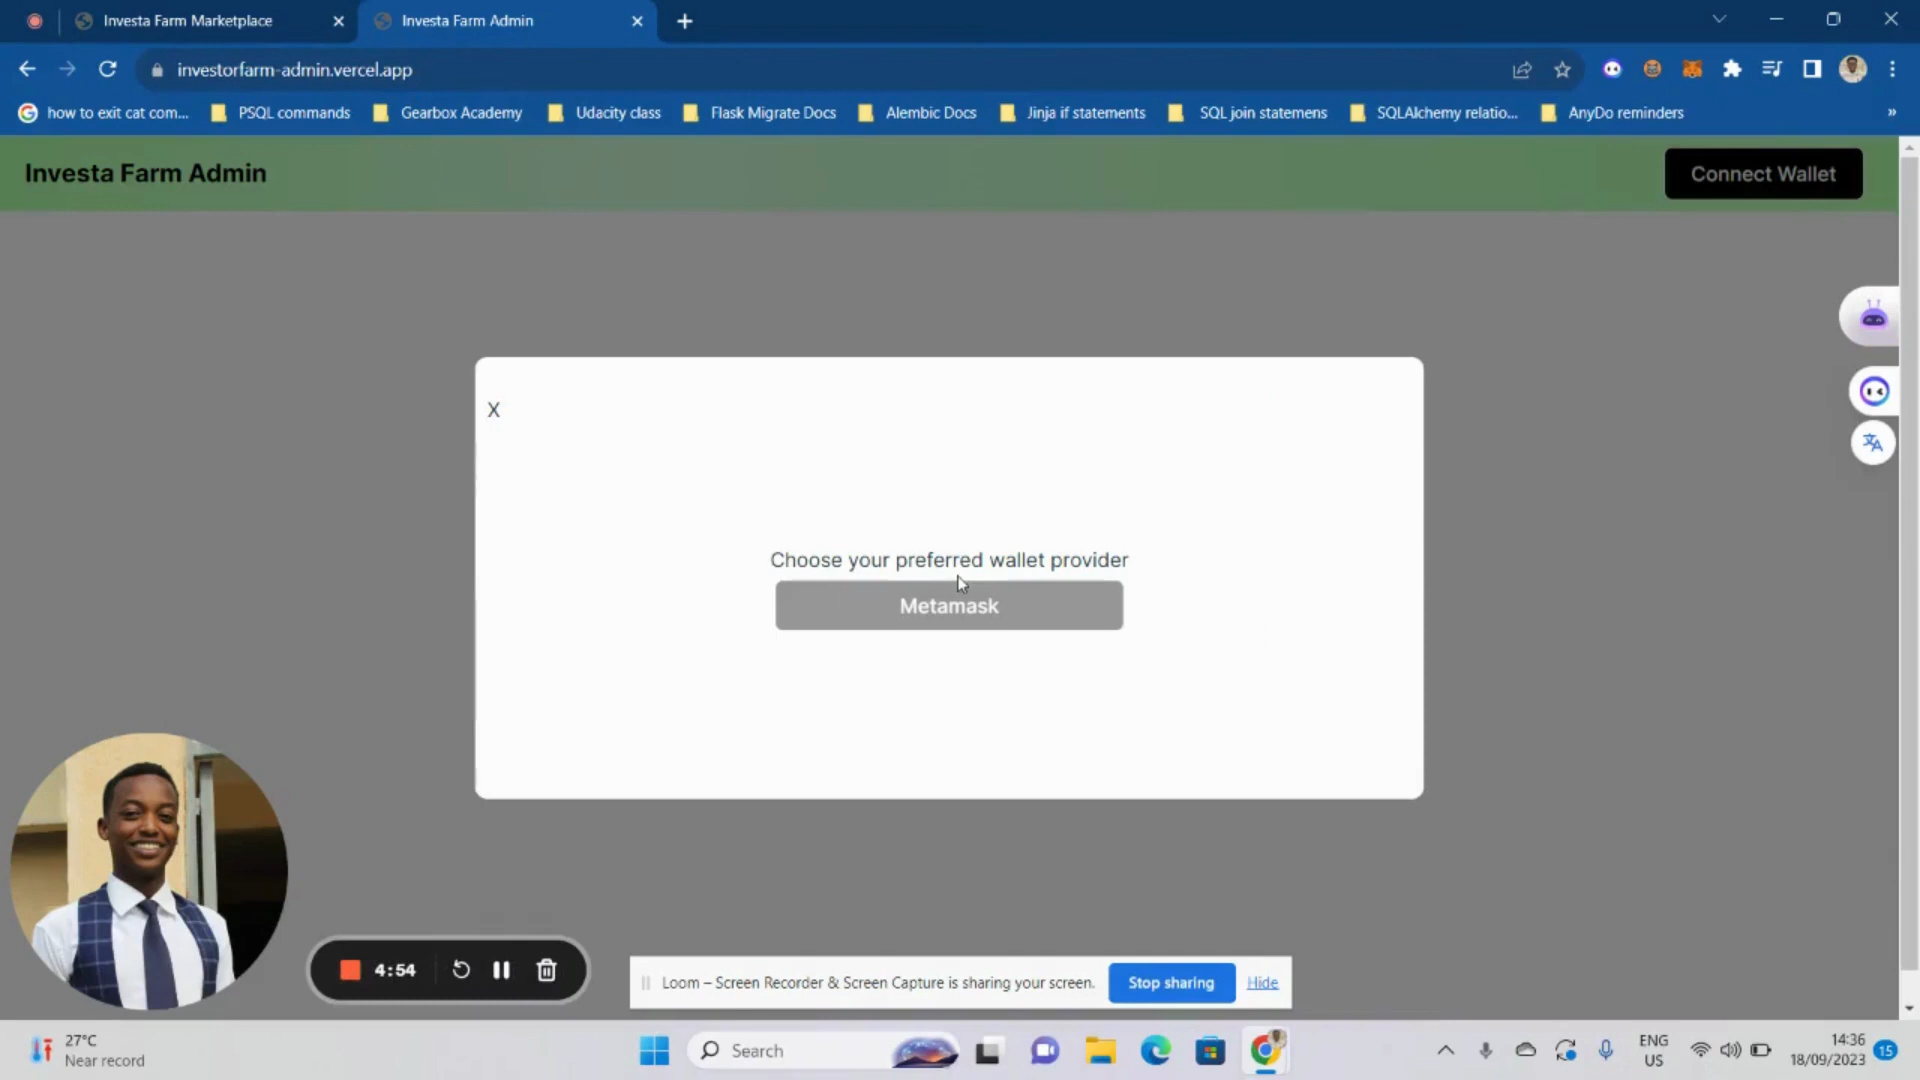 Investa Farm Marketplace
Investa Farm Admin
investorfarm-admin.vercel.app
how to exit cat com...
PSQL commands
Gearbox Academy
Udacity class
Flask Migrate Docs
Alembic Docs
Jinja if statements
SQL join statemens
SQLAlchemy relatio...
AnyDo reminders
»
Investa Farm Admin
Connect Wallet
X
Choose your preferred wallet provider
Metamask
4:54
Loom – Screen Recorder & Screen Capture is sharing your screen.
Stop sharing
Hide
27°C
Near record
Search
ENG
US
14:36
18/09/2023
15